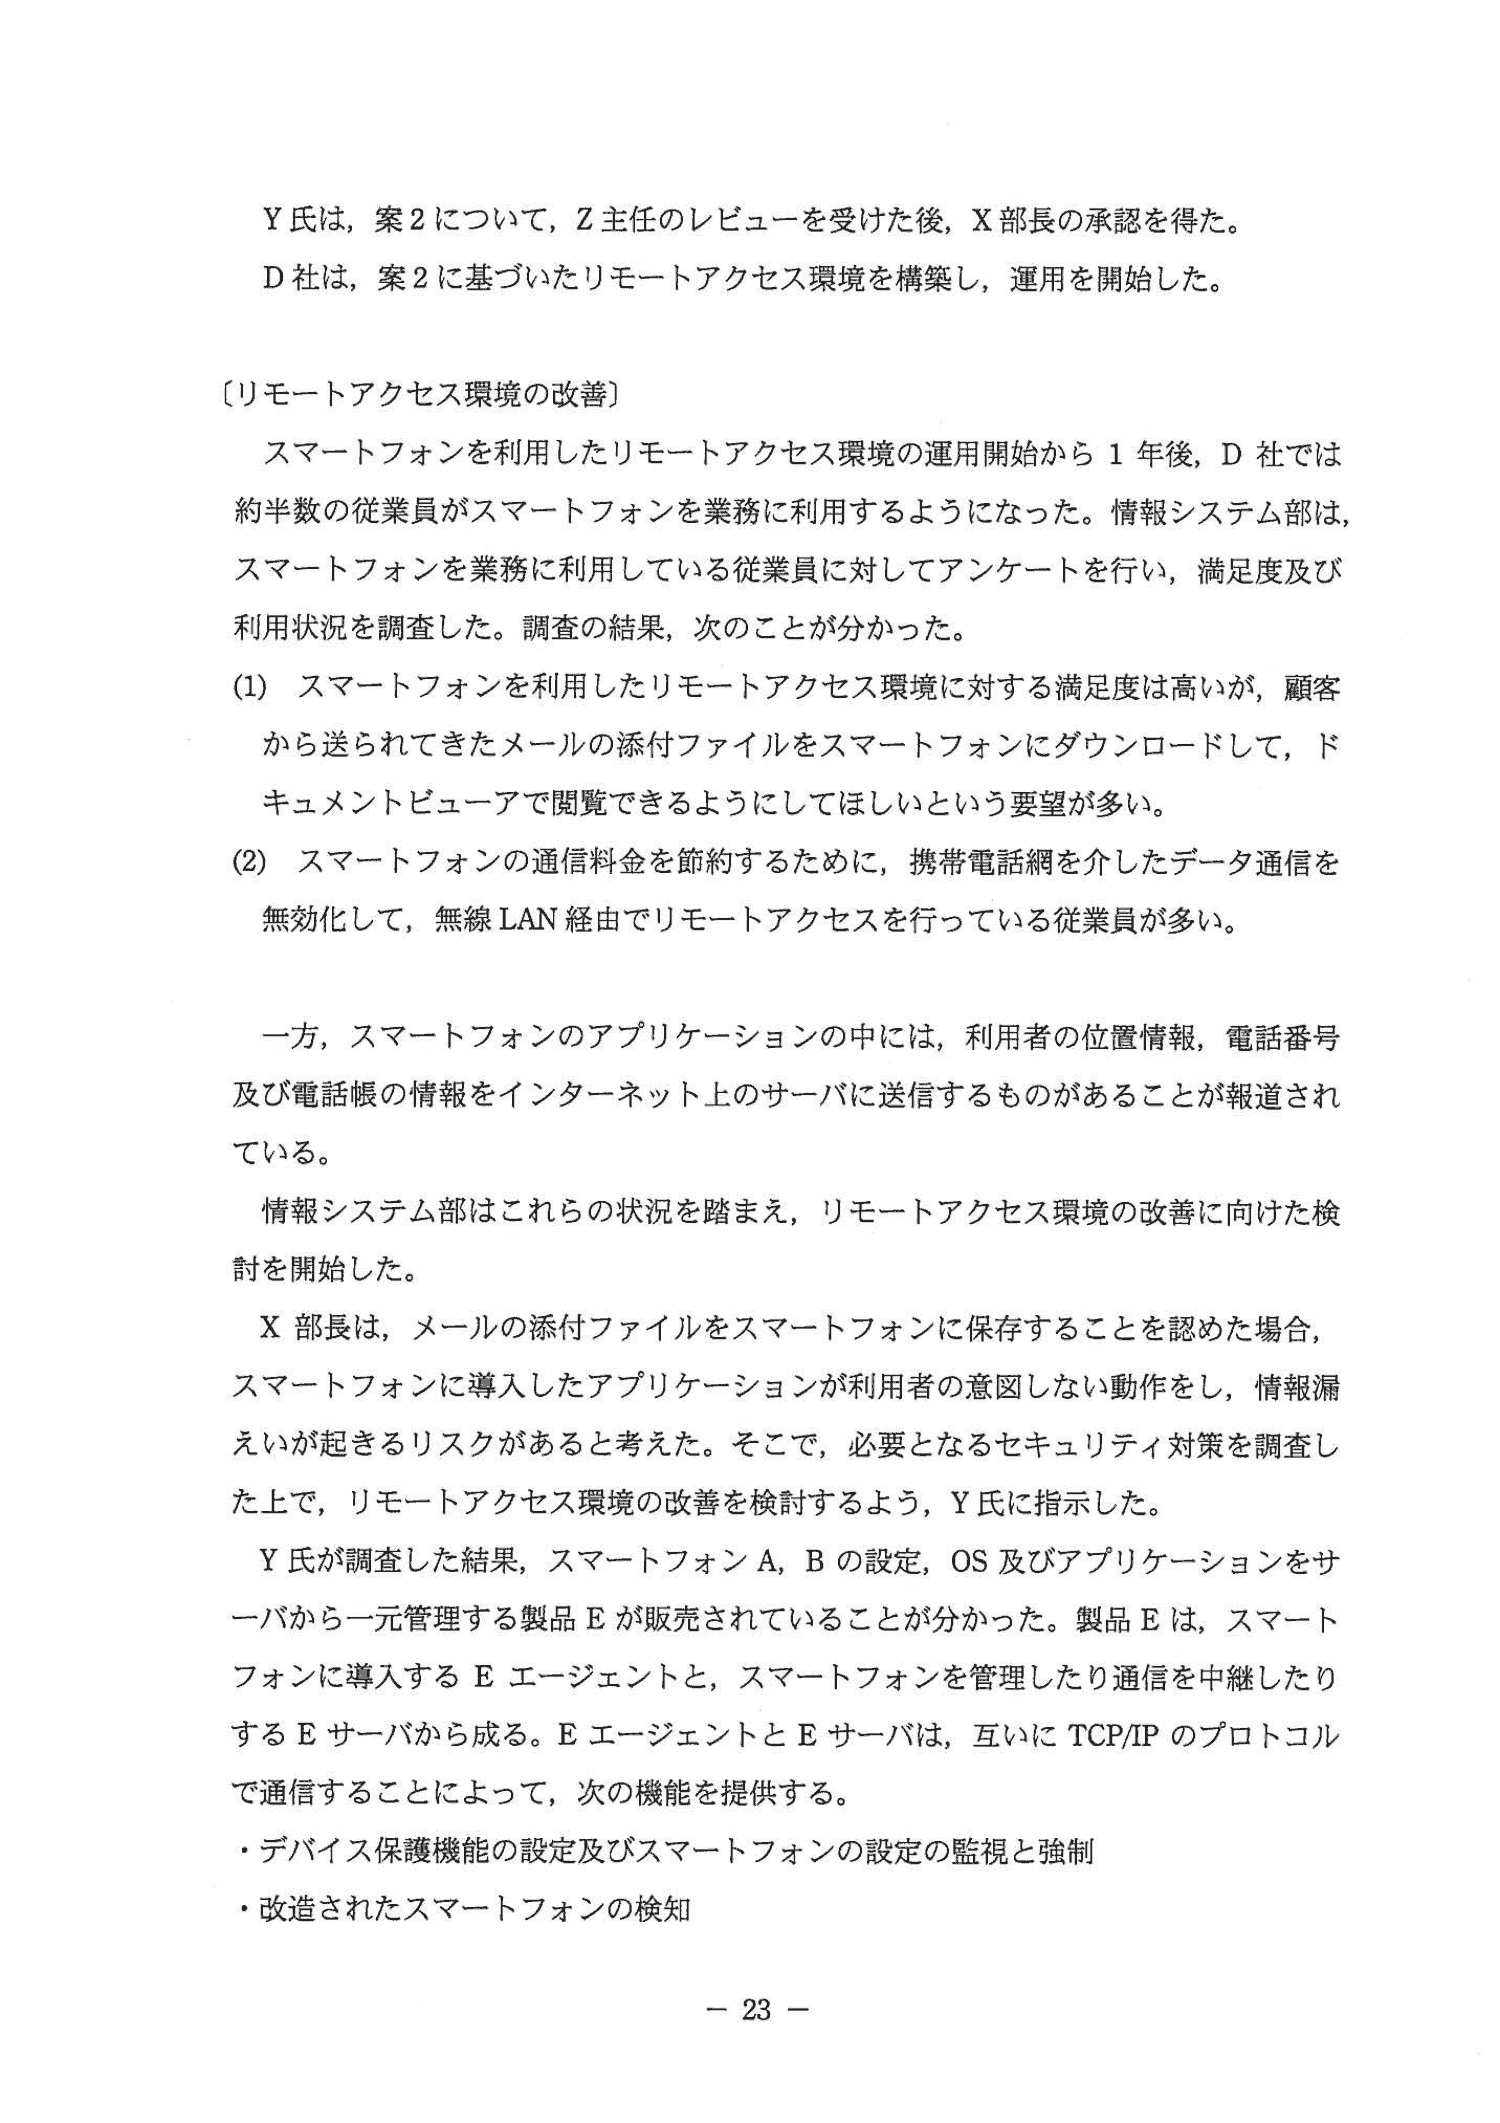 Y 氏は，案 2 について，Z 主任のレビューを受けた後，X 部長の承認を得た。
D 社は，案 2 に基づいたリモートアクセス環境を構築し，運用を開始した。
〔リモートアクセス環境の改善〕
スマートフォンを利用したリモートアクセス環境の運用開始から 1 年後，D 社では
約半数の従業員がスマートフォンを業務に利用するようになった。情報システム部は，
スマートフォンを業務に利用している従業員に対してアンケートを行い，満足度及び
利用状況を調査した。調査の結果，次のことが分かった。
(1) スマートフォンを利用したリモートアクセス環境に対する満足度は高いが，顧客
から送られてきたメールの添付ファイルをスマートフォンにダウンロードして，ド
キュメントビューアで閲覧できるようにしてほしいという要望が多い。
(2) スマートフォンの通信料金を節約するために，携帯電話網を介したデータ通信を
無効化して，無線 LAN 経由でリモートアクセスを行っている従業員が多い。
一方，スマートフォンのアプリケーションの中には，利用者の位置情報，電話番号
及び電話帳の情報をインターネット上のサーバに送信するものがあることが報道され
ている。
情報システム部はこれらの状況を踏まえ，リモートアクセス環境の改善に向けた検
討を開始した。
X 部長は，メールの添付ファイルをスマートフォンに保存することを認めた場合，
スマートフォンに導入したアプリケーションが利用者の意図しない動作をし，情報漏
えいが起きるリスクがあると考えた。そこで，必要となるセキュリティ対策を調査し
た上で，リモートアクセス環境の改善を検討するよう，Y 氏に指示した。
Y 氏が調査した結果，スマートフォン A，B の設定，OS 及びアプリケーションをサ
ーバから一元管理する製品 E が販売されていることが分かった。製品 E は，スマート
フォンに導入する E エージェントと，スマートフォンを管理したり通信を中継したり
する E サーバから成る。E エージェントと E サーバは，互いに TCP/IP のプロトコル
で通信することによって，次の機能を提供する。
・デバイス保護機能の設定及びスマートフォンの設定の監視と強制
・改造されたスマートフォンの検知
－ 23 －